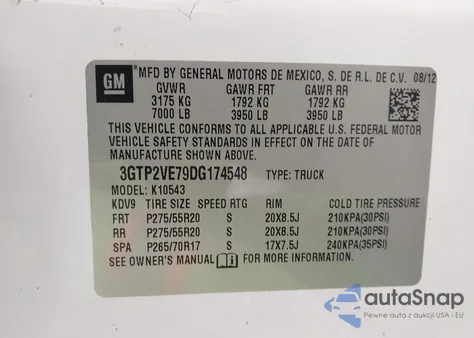 GM
MFD BY GENERAL MOTORS DE MEXICO, S. DE R.L. DE C.V. 08/12
GVWR GAWR FRT GAWR RR
3175 KG 1792 KG 1792 KG
7000 LB 3950 LB 3950 LB
THIS VEHICLE CONFORMS TO ALL APPLICABLE U.S. FEDERAL MOTOR
VEHICLE SAFETY STANDARDS IN EFFECT ON THE DATE OF
MANUFACTURE SHOWN ABOVE.
3GTP2VE79DG174548 TYPE: TRUCK
MODEL: K10543
KDV9 TIRE SIZE SPEED RTG RIM COLD TIRE PRESSURE
FRT P275/55R20 S 20X8.5J 210KPA(30PSI)
RR P275/55R20 S 20X8.5J 210KPA(30PSI)
SPA P265/70R17 S 17X7.5J 240KPA(35PSI)
SEE OWNER'S MANUAL FOR MORE INFORMATION.
autoSnap
Pewne auta z aukcji USA i EU